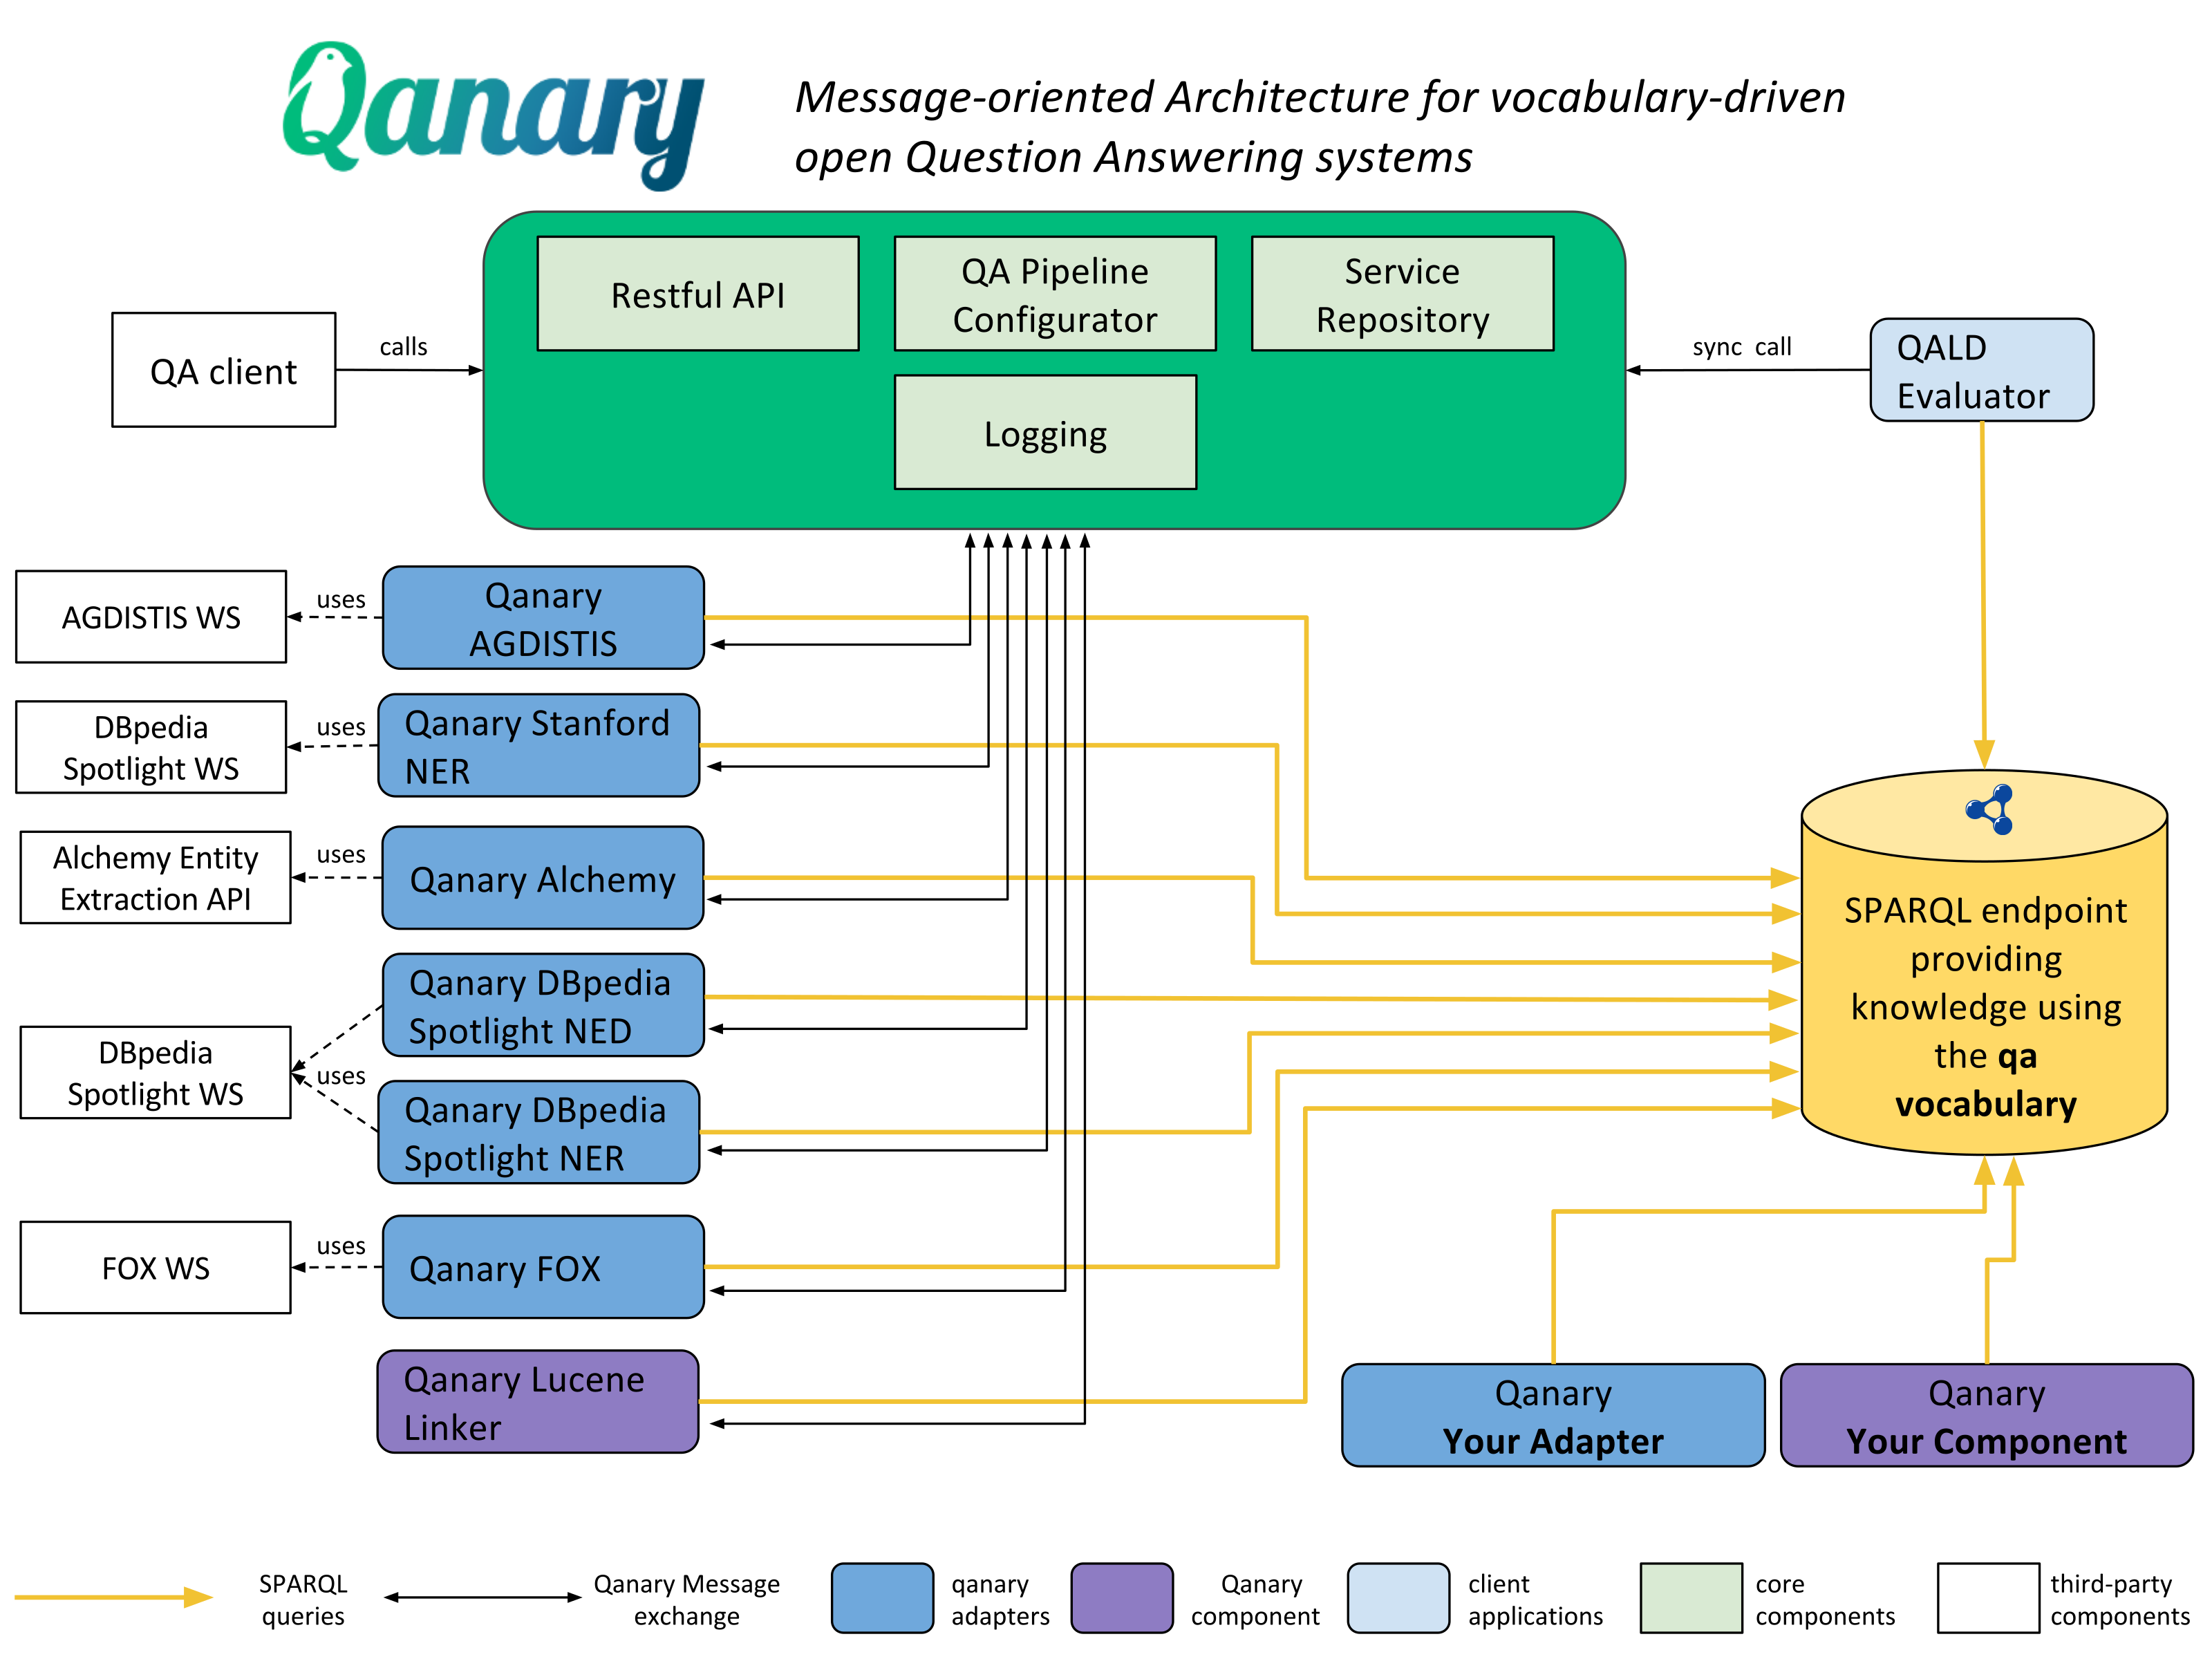 Qanary
Message-oriented Architecture for vocabulary-driven
open Question Answering systems
Restful API
QA Pipeline
Configurator
Service
Repository
Logging
QA client
calls
sync call
QALD
Evaluator
AGDISTIS WS
uses
Qanary
AGDISTIS
DBpedia
Spotlight WS
uses
Qanary Stanford
NER
Alchemy Entity
Extraction API
uses
Qanary Alchemy
DBpedia
Spotlight WS
uses
Qanary DBpedia
Spotlight NED
Qanary DBpedia
Spotlight NER
FOX WS
uses
Qanary FOX
Qanary Lucene
Linker
SPARQL endpoint
providing
knowledge using
the qa
vocabulary
Qanary
Your Adapter
Qanary
Your Component
SPARQL
queries
Qanary Message
exchange
qanary
adapters
Qanary
component
client
applications
core
components
third-party
components